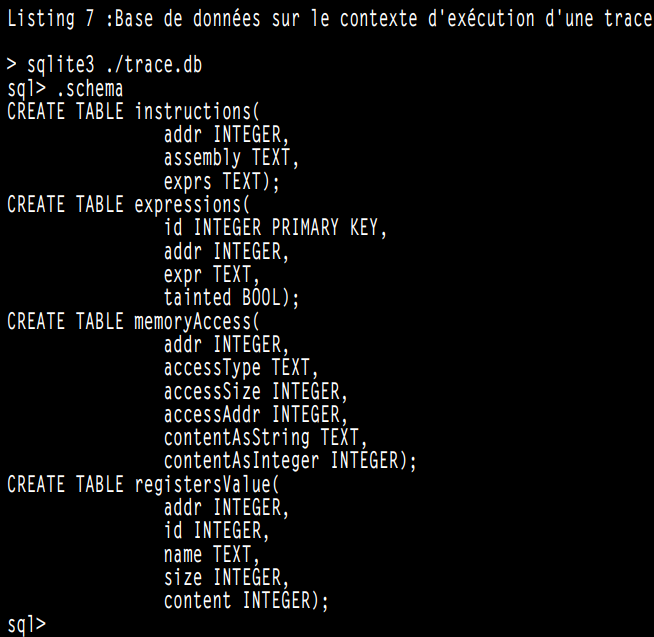 Listing 7 :Base de données sur le contexte d'exécution d'une trace
> sqlite3 ./trace.db
sql> .schema
CREATE TABLE instructions(
addr INTEGER,
assembly TEXT,
exprs TEXT);
CREATE TABLE expressions(
id INTEGER PRIMARY KEY,
addr INTEGER,
expr TEXT,
tainted BOOL);
CREATE TABLE memoryAccess(
addr INTEGER,
accessType TEXT,
accessSize INTEGER,
accessAddr INTEGER,
contentAsString TEXT,
contentAsInteger INTEGER);
CREATE TABLE registersValue(
addr INTEGER,
id INTEGER,
name TEXT,
size INTEGER,
content INTEGER);
sql>